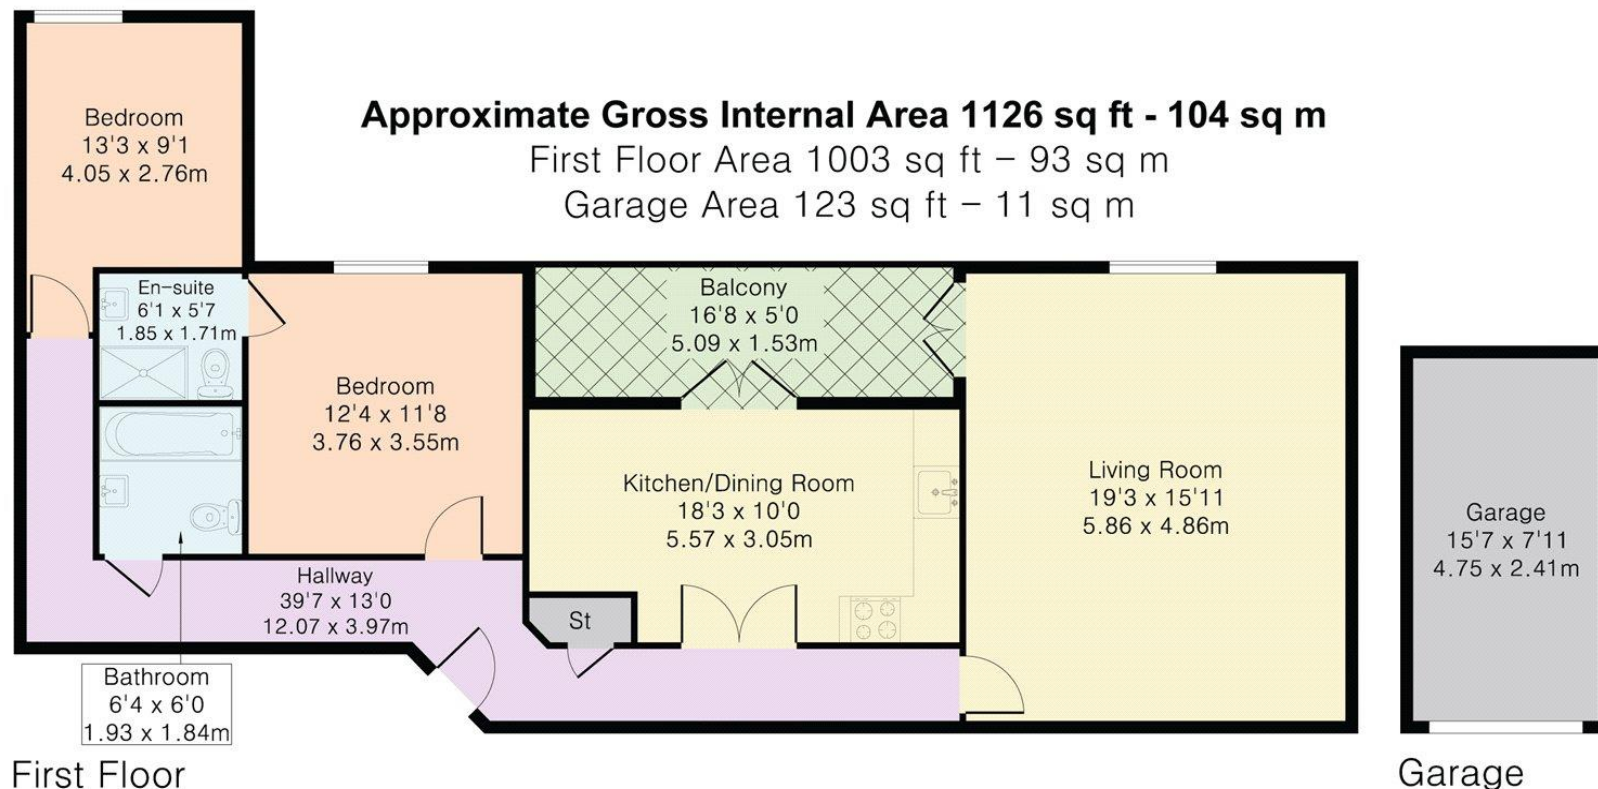 Approximate Gross Internal Area 1126 sq ft - 104 sq m
First Floor Area 1003 sq ft – 93 sq m
Garage Area 123 sq ft – 11 sq m
Bedroom
13'3 x 9'1
4.05 x 2.76m
En-suite
6'1 x 5'7
1.85 x 1.71m
Bedroom
12'4 x 11'8
3.76 x 3.55m
Balcony
16'8 x 5'0
5.09 x 1.53m
Kitchen/Dining Room
18'3 x 10'0
5.57 x 3.05m
Living Room
19'3 x 15'11
5.86 x 4.86m
Garage
15'7 x 7'11
4.75 x 2.41m
Hallway
39'7 x 13'0
12.07 x 3.97m
St
Bathroom
6'4 x 6'0
1.93 x 1.84m
First Floor
Garage